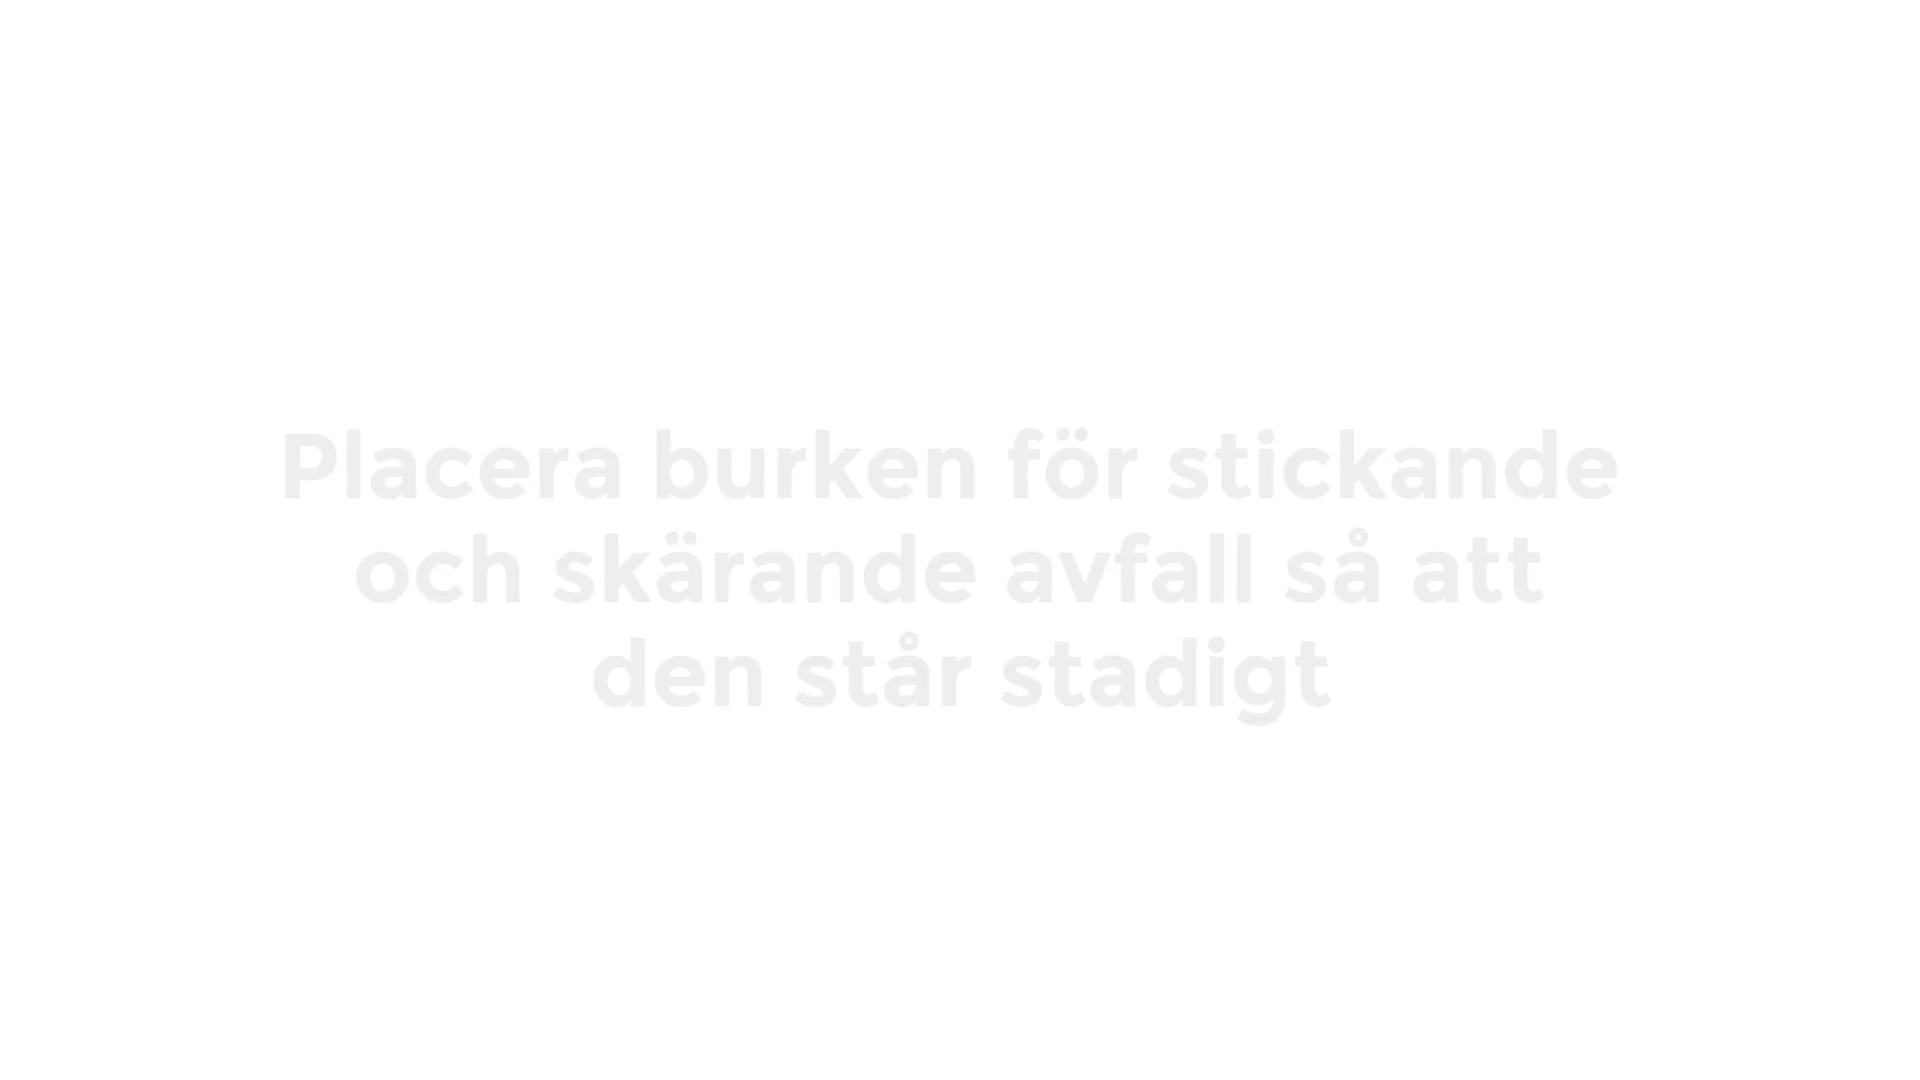 Placera burken för stickande
och skärande avfall så att
den står stadigt